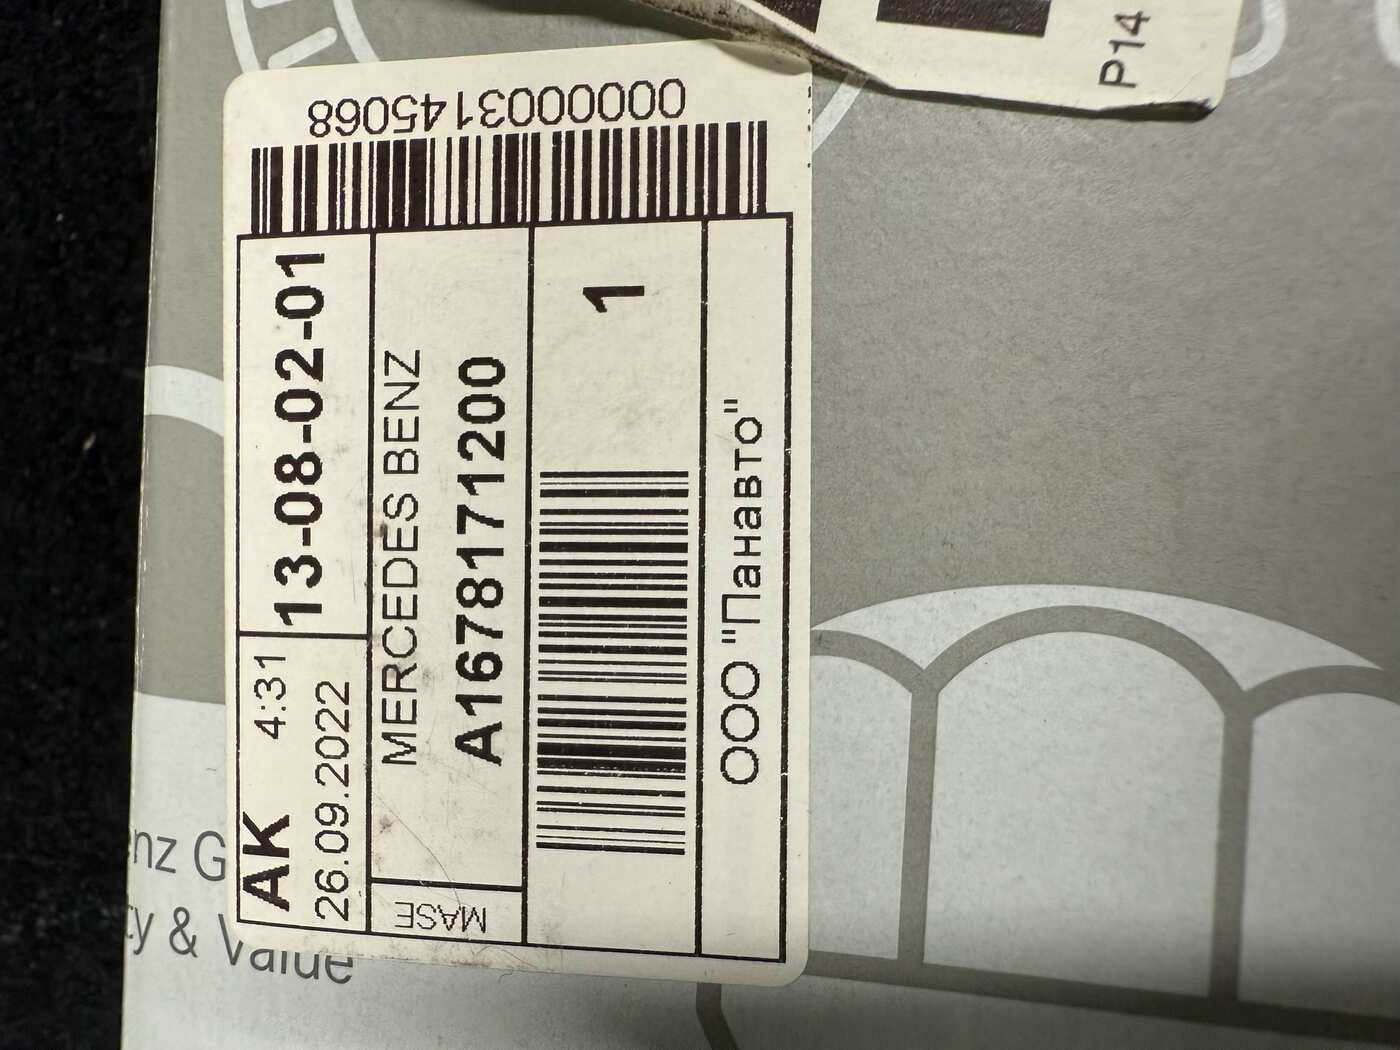 0000003145068
AK 4:31
26.09.2022
13-08-02-01
MERCEDES BENZ
A1678171200
MASE
1
ООО "Панавто"
P14
nz G
ty & Value